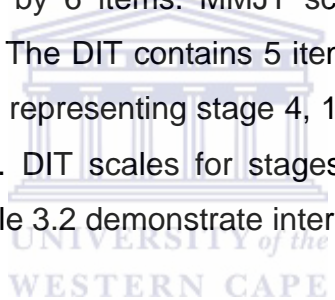 by 6 items. MMJT sc
The DIT contains 5 iter
representing stage 4, 1
. DIT scales for stages
le 3.2 demonstrate inter
UNIVERSITY of the
WESTERN CAPE